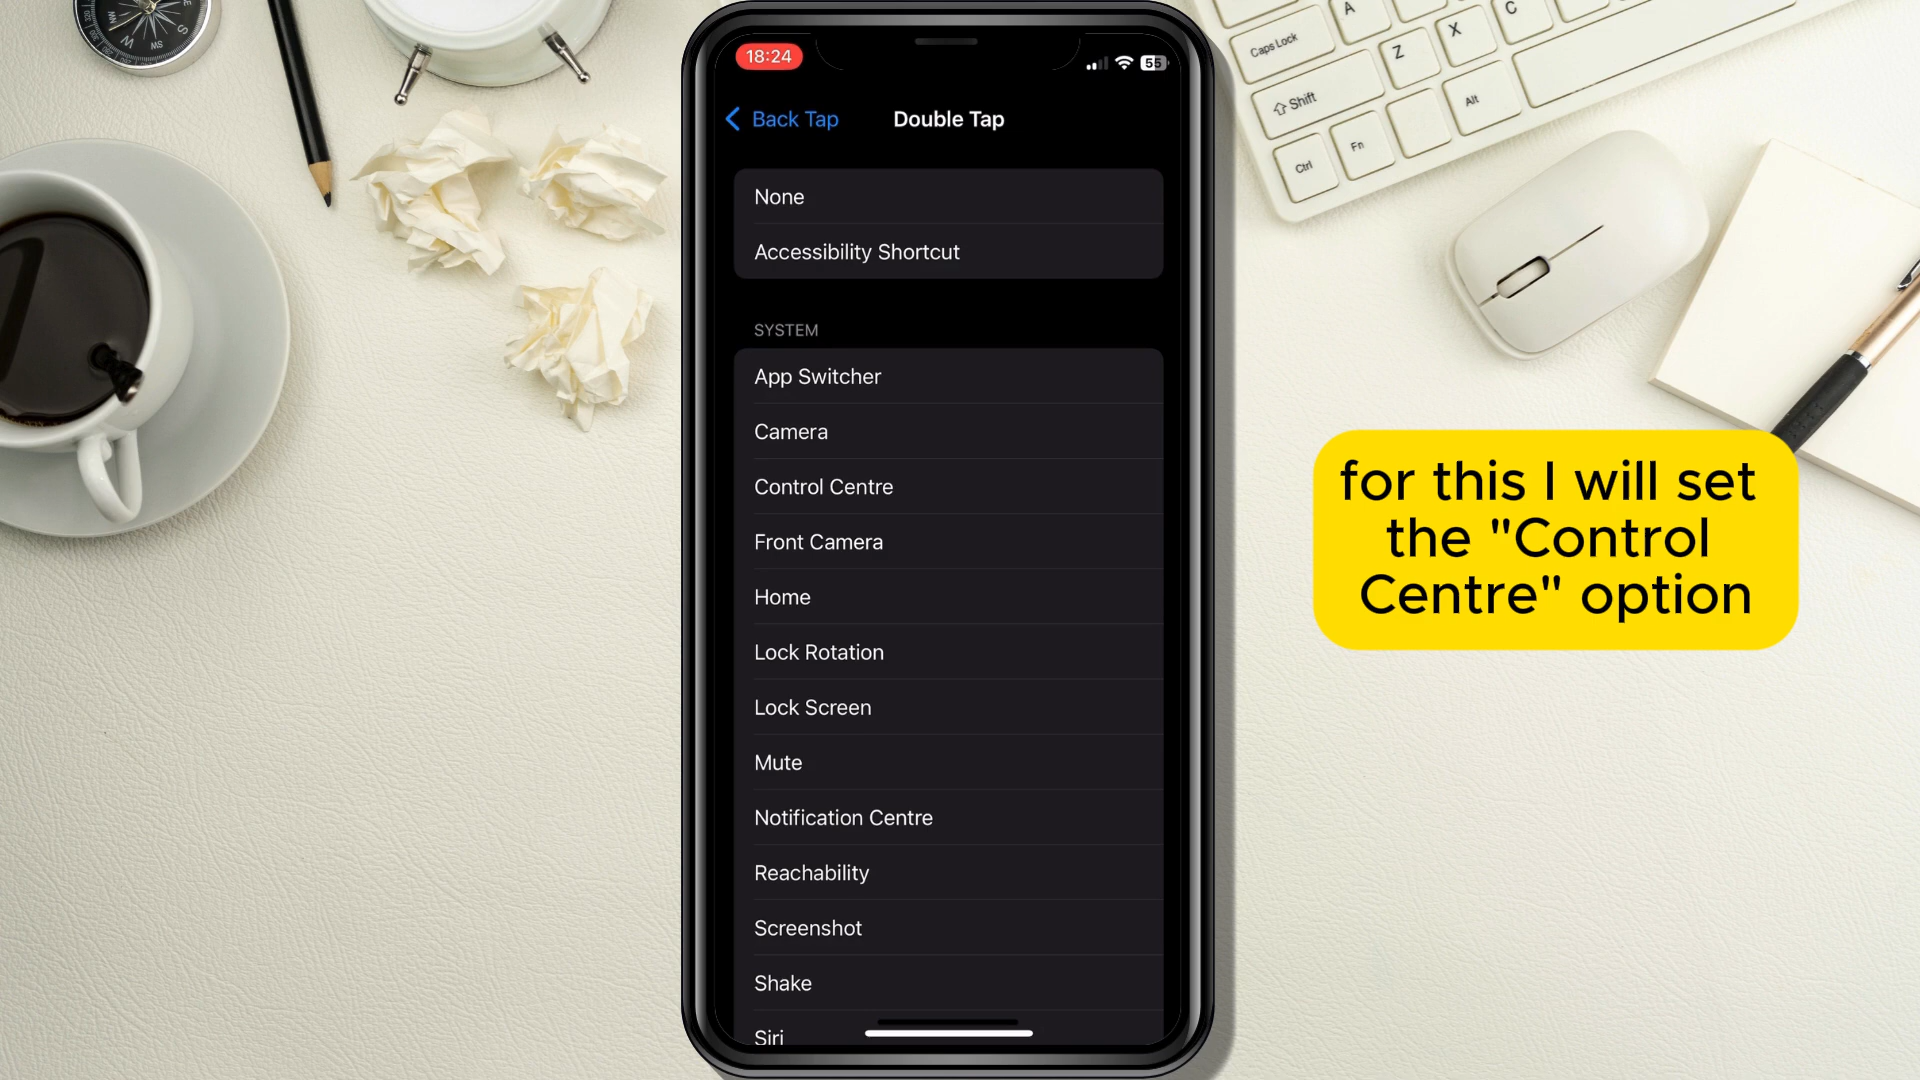 18:24
55
Back Tap
Double Tap
None
Accessibility Shortcut
SYSTEM
App Switcher
Camera
Control Centre
Front Camera
Home
Lock Rotation
Lock Screen
Mute
Notification Centre
Reachability
Screenshot
Shake
Siri
for this I will set
the "Control
Centre" option
A
C
X
Z
Caps Lock
Shift
Alt
Fn
Ctrl
W
S
E
NW